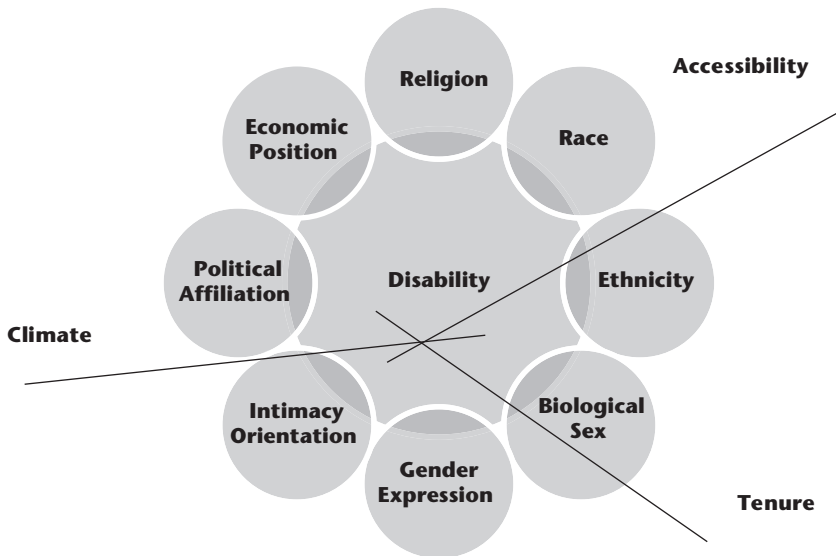 Religion
Accessibility
Economic
Position
Race
Political
Affiliation
Disability
Ethnicity
Climate
Intimacy
Orientation
Biological
Sex
Gender
Expression
Tenure